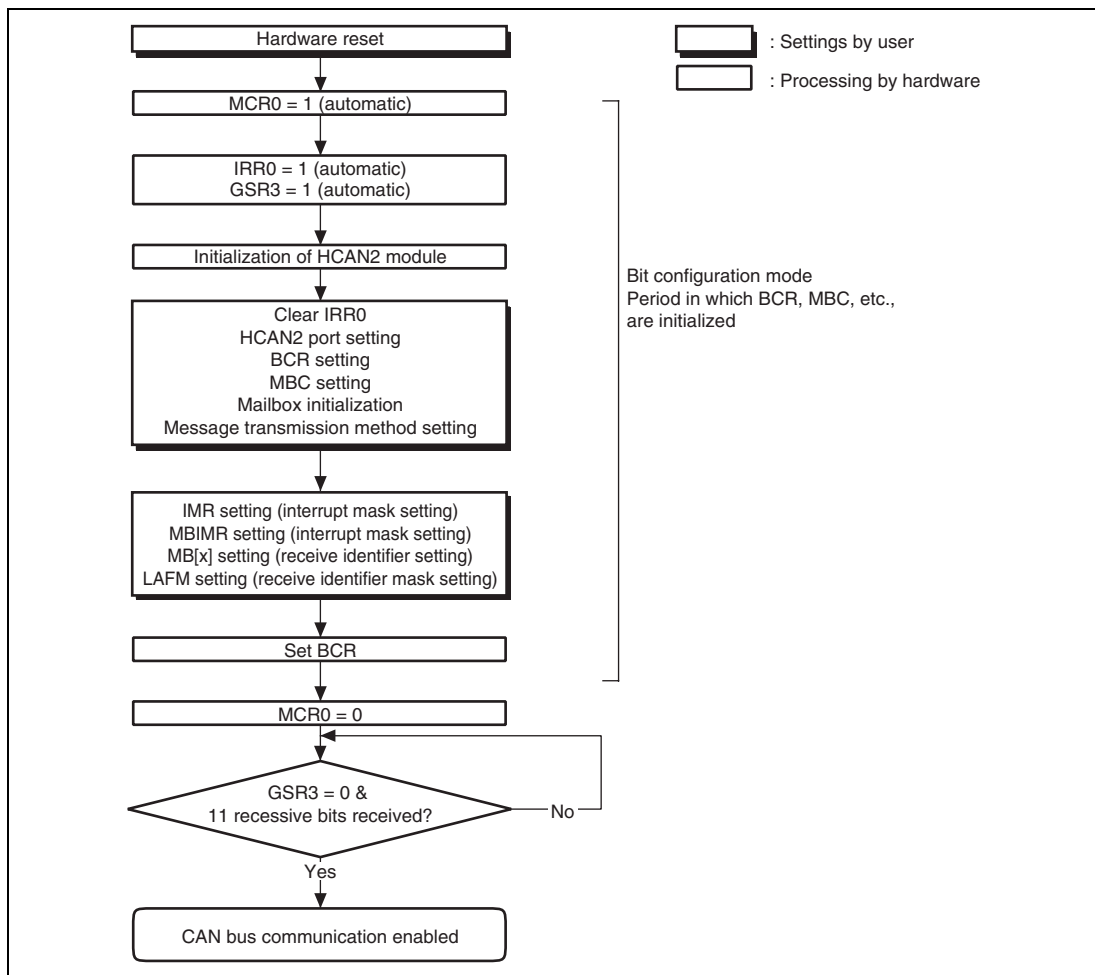 Hardware reset
: Settings by user
: Processing by hardware
MCR0 = 1 (automatic)
IRR0 = 1 (automatic)
GSR3 = 1 (automatic)
Initialization of HCAN2 module
Bit configuration mode
Period in which BCR, MBC, etc.,
are initialized
Clear IRR0
HCAN2 port setting
BCR setting
MBC setting
Mailbox initialization
Message transmission method setting
IMR setting (interrupt mask setting)
MBIMR setting (interrupt mask setting)
MB[x] setting (receive identifier setting)
LAFM setting (receive identifier mask setting)
Set BCR
MCR0 = 0
GSR3 = 0 &
11 recessive bits received?
No
Yes
CAN bus communication enabled